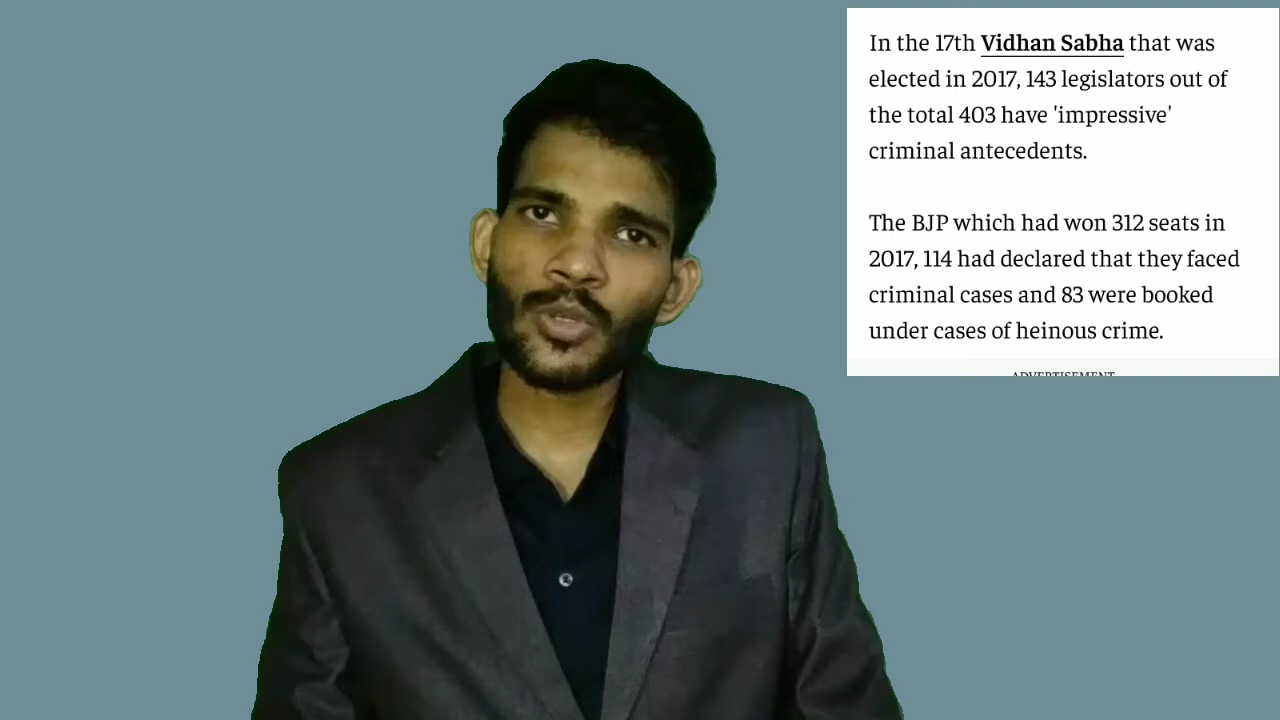 In the 17th Vidhan Sabha that was
elected in 2017, 143 legislators out of
the total 403 have 'impressive'
criminal antecedents.
The BJP which had won 312 seats in
2017, 114 had declared that they faced
criminal cases and 83 were booked
under cases of heinous crime.
ADVERTISEMENT